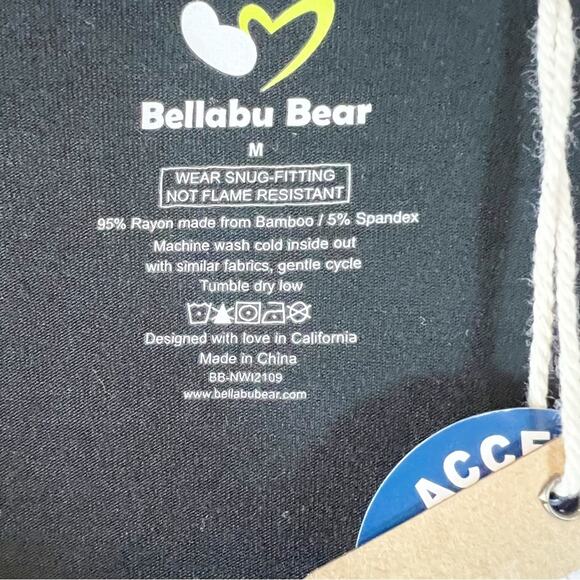 Bellabu Bear
M
WEAR SNUG-FITTING
NOT FLAME RESISTANT
95% Rayon made from Bamboo / 5% Spandex
Machine wash cold inside out
with similar fabrics, gentle cycle
Tumble dry low
Designed with love in California
Made in China
BB-NWI2109
www.bellabubear.com
ACCE